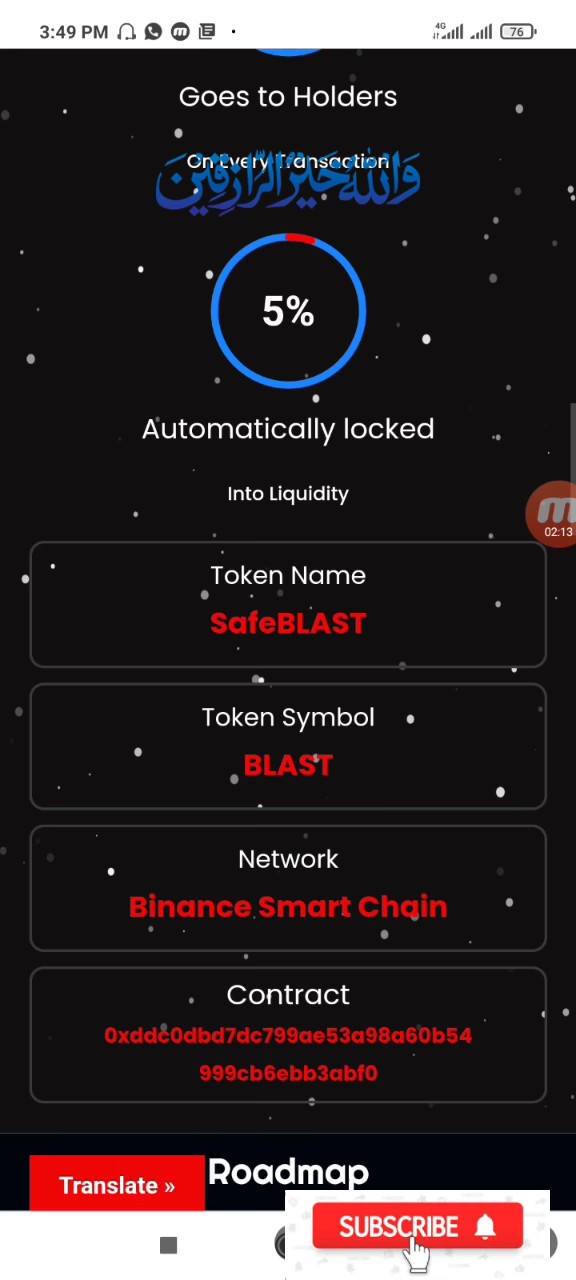 3:49 PM
4G
76
Goes to Holders
On Every Transaction
وَاللَّهُ خَيْرُ الرَّازِقِينَ
5%
Automatically locked
Into Liquidity
02:13
Token Name
SafeBLAST
Token Symbol
BLAST
Network
Binance Smart Chain
Contract
0xddc0dbd7dc799ae53a98a60b54
999cb6ebb3abf0
Roadmap
Translate »
SUBSCRIBE